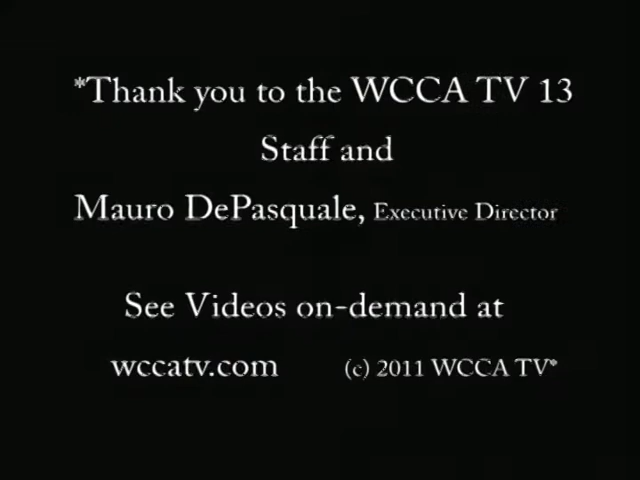 *Thank you to the WCCA TV 13
Staff and
Mauro DePasquale, Executive Director
See Videos on-demand at
wccatv.com (c) 2011 WCCA TV*